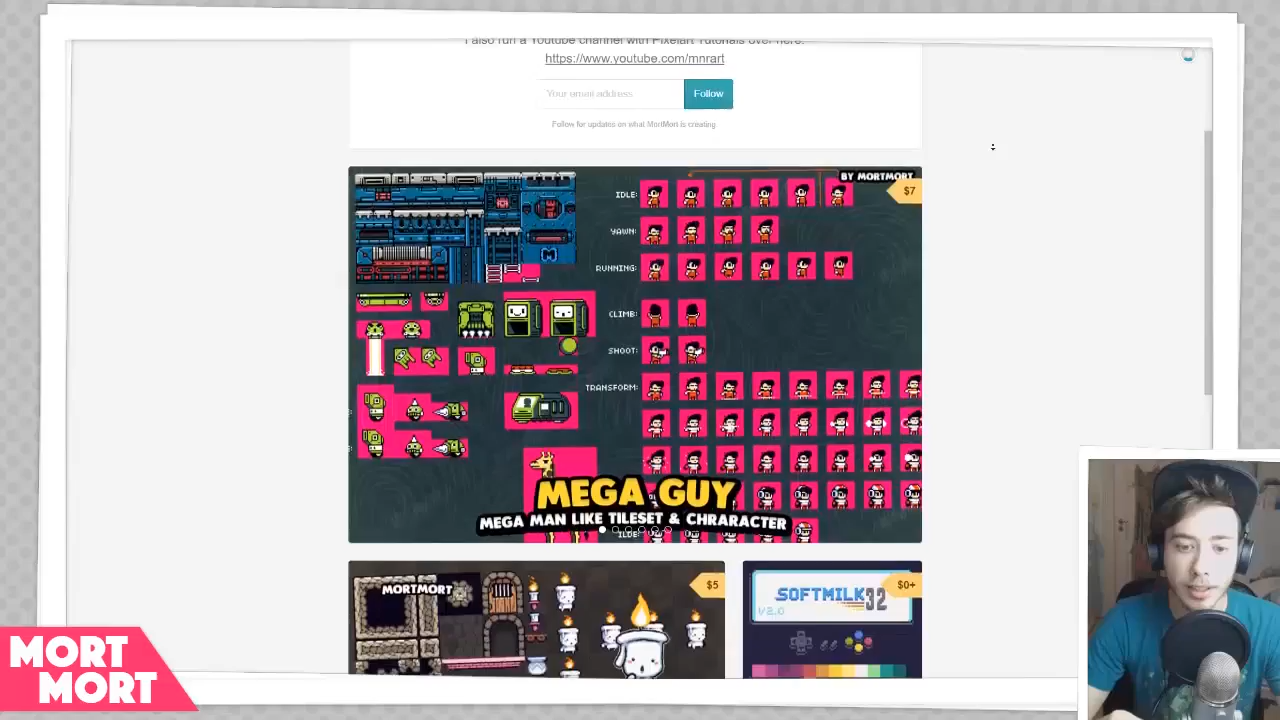 I also run a Youtube channel with Pixelart Tutorials over here:
https://www.youtube.com/mnrart
Your email address
Follow
Follow for updates on what MortMort is creating.
BY MORTMORT
$7
IDLE:
YAWN:
RUNNING:
CLIMB:
SHOOT:
TRANSFORM:
MEGA GUY
MEGA MAN LIKE TILESET & CHRARACTER
ILDE:
MORTMORT
$5
SOFTMILK32
V2.0
$0+
MORT
MORT